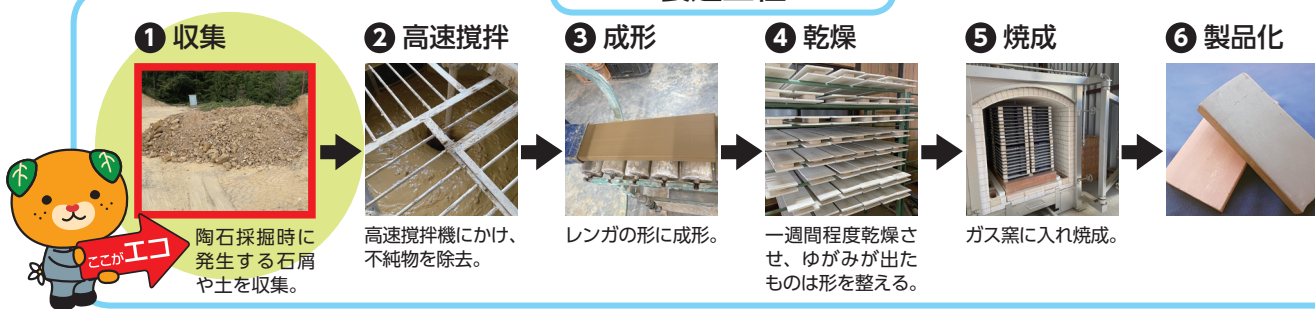 ❶ 収集
❷ 高速撹拌
❸ 成形
❹ 乾燥
❺ 焼成
❻ 製品化
ここがエコ
陶石採掘時に
発生する石屑
や土を収集。
高速撹拌機にかけ、
不純物を除去。
レンガの形に成形。
一週間程度乾燥さ
せ、ゆがみが出た
ものは形を整える。
ガス窯に入れ焼成。